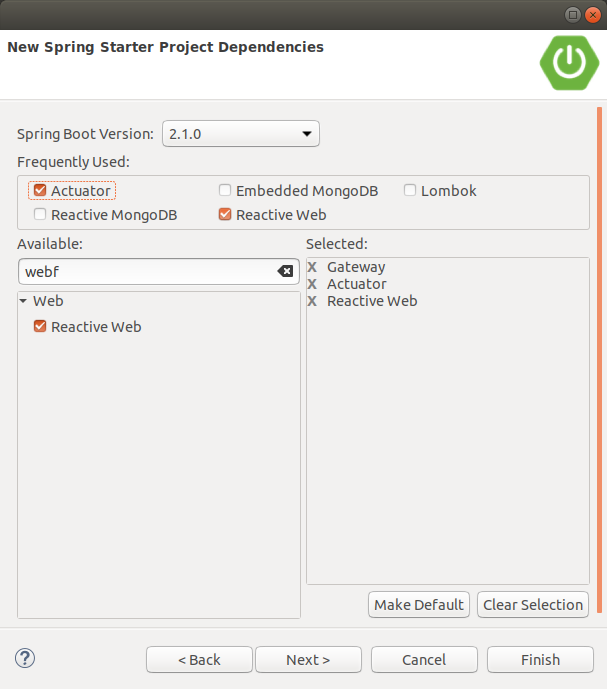 New Spring Starter Project Dependencies
Spring Boot Version: 2.1.0
Frequently Used:
Actuator Embedded MongoDB Lombok
Reactive MongoDB Reactive Web
Available: Selected:
webf
X Gateway
X Actuator
Web X Reactive Web
Reactive Web
Make Default Clear Selection
? < Back Next > Cancel Finish